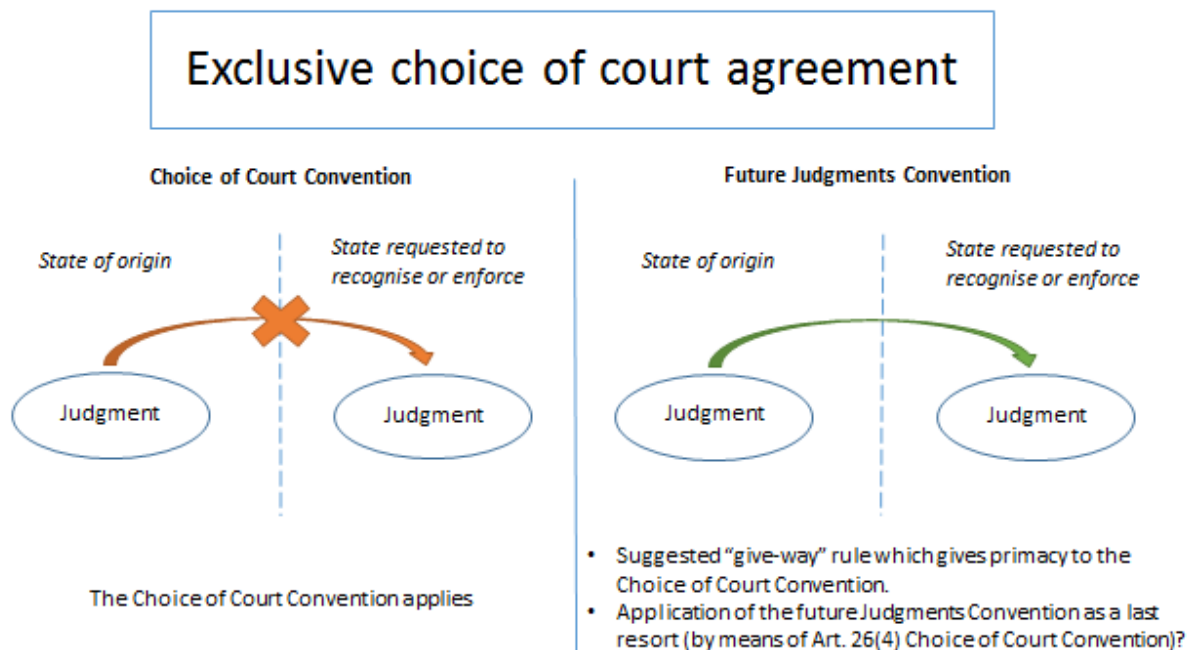 Exclusive choice of court agreement
Choice of Court Convention
State of origin
State requested to
recognise or enforce
Judgment
Judgment
The Choice of Court Convention applies
Future Judgments Convention
State of origin
State requested to
recognise or enforce
Judgment
Judgment
• Suggested “give-way” rule which gives primacy to the
Choice of Court Convention.
• Application of the future Judgments Convention as a last
resort (by means of Art. 26(4) Choice of Court Convention)?